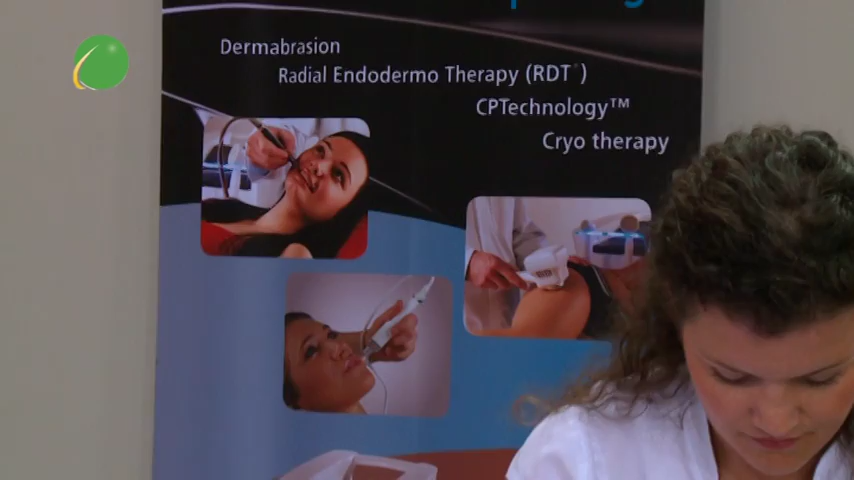 Dermabrasion
Radial Endodermo Therapy (RDT®)
CPTechnology™
Cryo therapy